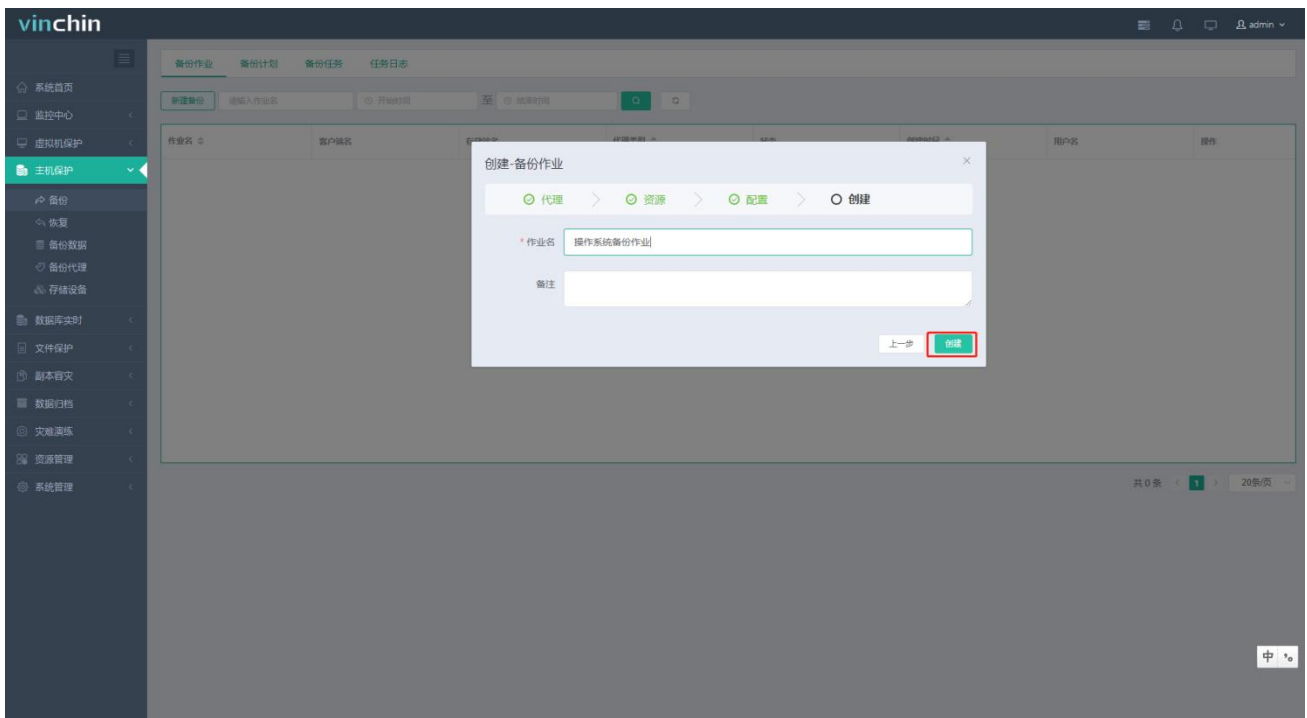 vinchin
admin
备份作业 备份计划 备份任务 任务日志
系统首页
新建备份 请输入作业名 开始时间 至 结束时间
监控中心
虚拟机保护
作业名 客户端名 存储端名 代理类型 状态 创建时间 用户名 操作
创建-备份作业
主机保护
代理 资源 配置 创建
备份
恢复
备份数据
* 作业名 操作系统备份作业
备份代理
备注
存储设备
数据库实时
上一步 创建
文件保护
副本容灾
数据归档
灾难演练
资源管理
系统管理
共 0 条 1 20条/页
中